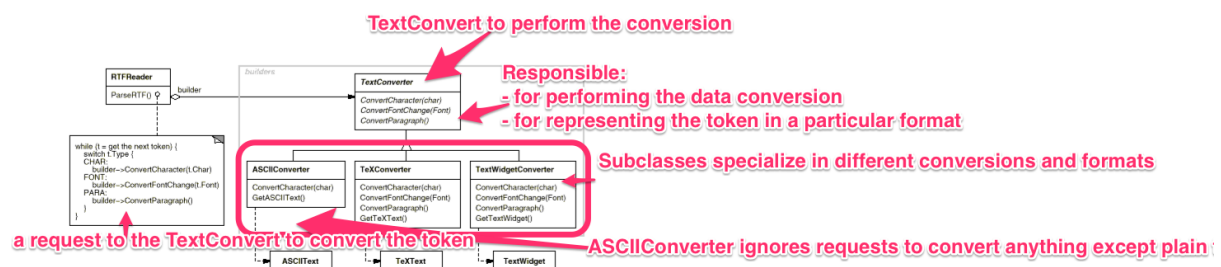 TextConvert to perform the conversion
builders
RTFReader
ParseRTF()
builder
TextConverter
ConvertCharacter(char)
ConvertFontChange(Font)
ConvertParagraph()
Responsible:
- for performing the data conversion
- for representing the token in a particular format
while (t = get the next token) {
switch t.Type {
CHAR:
builder->ConvertCharacter(t.Char)
FONT:
builder->ConvertFontChange(t.Font)
PARA:
builder->ConvertParagraph()
}
}
ASCIIConverter
ConvertCharacter(char)
GetASCIIText()
TeXConverter
ConvertCharacter(char)
ConvertFontChange(Font)
ConvertParagraph()
GetTeXText()
TextWidgetConverter
ConvertCharacter(char)
ConvertFontChange(Font)
ConvertParagraph()
GetTextWidget()
Subclasses specialize in different conversions and formats
a request to the TextConvert to convert the token
ASCIIConverter ignores requests to convert anything except plain
ASCIIText
TeXText
TextWidget